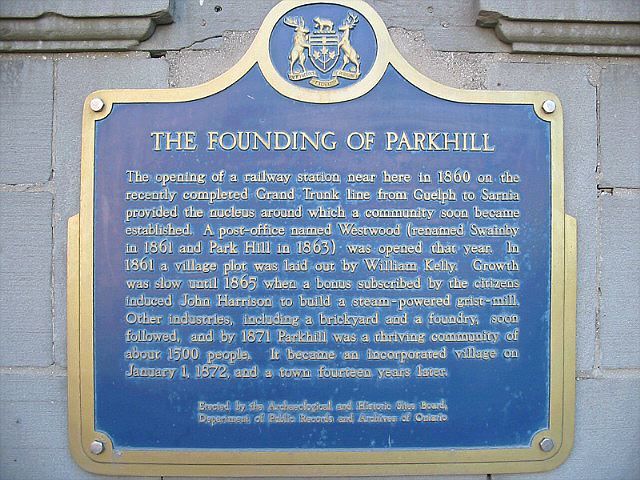 THE FOUNDING OF PARKHILL
The opening of a railway station near here in 1860 on the
recently completed Grand Trunk line from Guelph to Sarnia
provided the nucleus around which a community soon became
established. A post-office named Westwood (renamed Swainby
in 1861 and Park Hill in 1863) was opened that year. In
1861 a village plot was laid out by William Kelly. Growth
was slow until 1865 when a bonus subscribed by the citizens
induced John Harrison to build a steam-powered grist-mill.
Other industries, including a brickyard and a foundry, soon
followed, and by 1871 Parkhill was a thriving community of
about 1500 people. It became an incorporated village on
January 1, 1872, and a town fourteen years later.
Erected by the Archaeological and Historic Sites Board,
Department of Public Records and Archives of Ontario